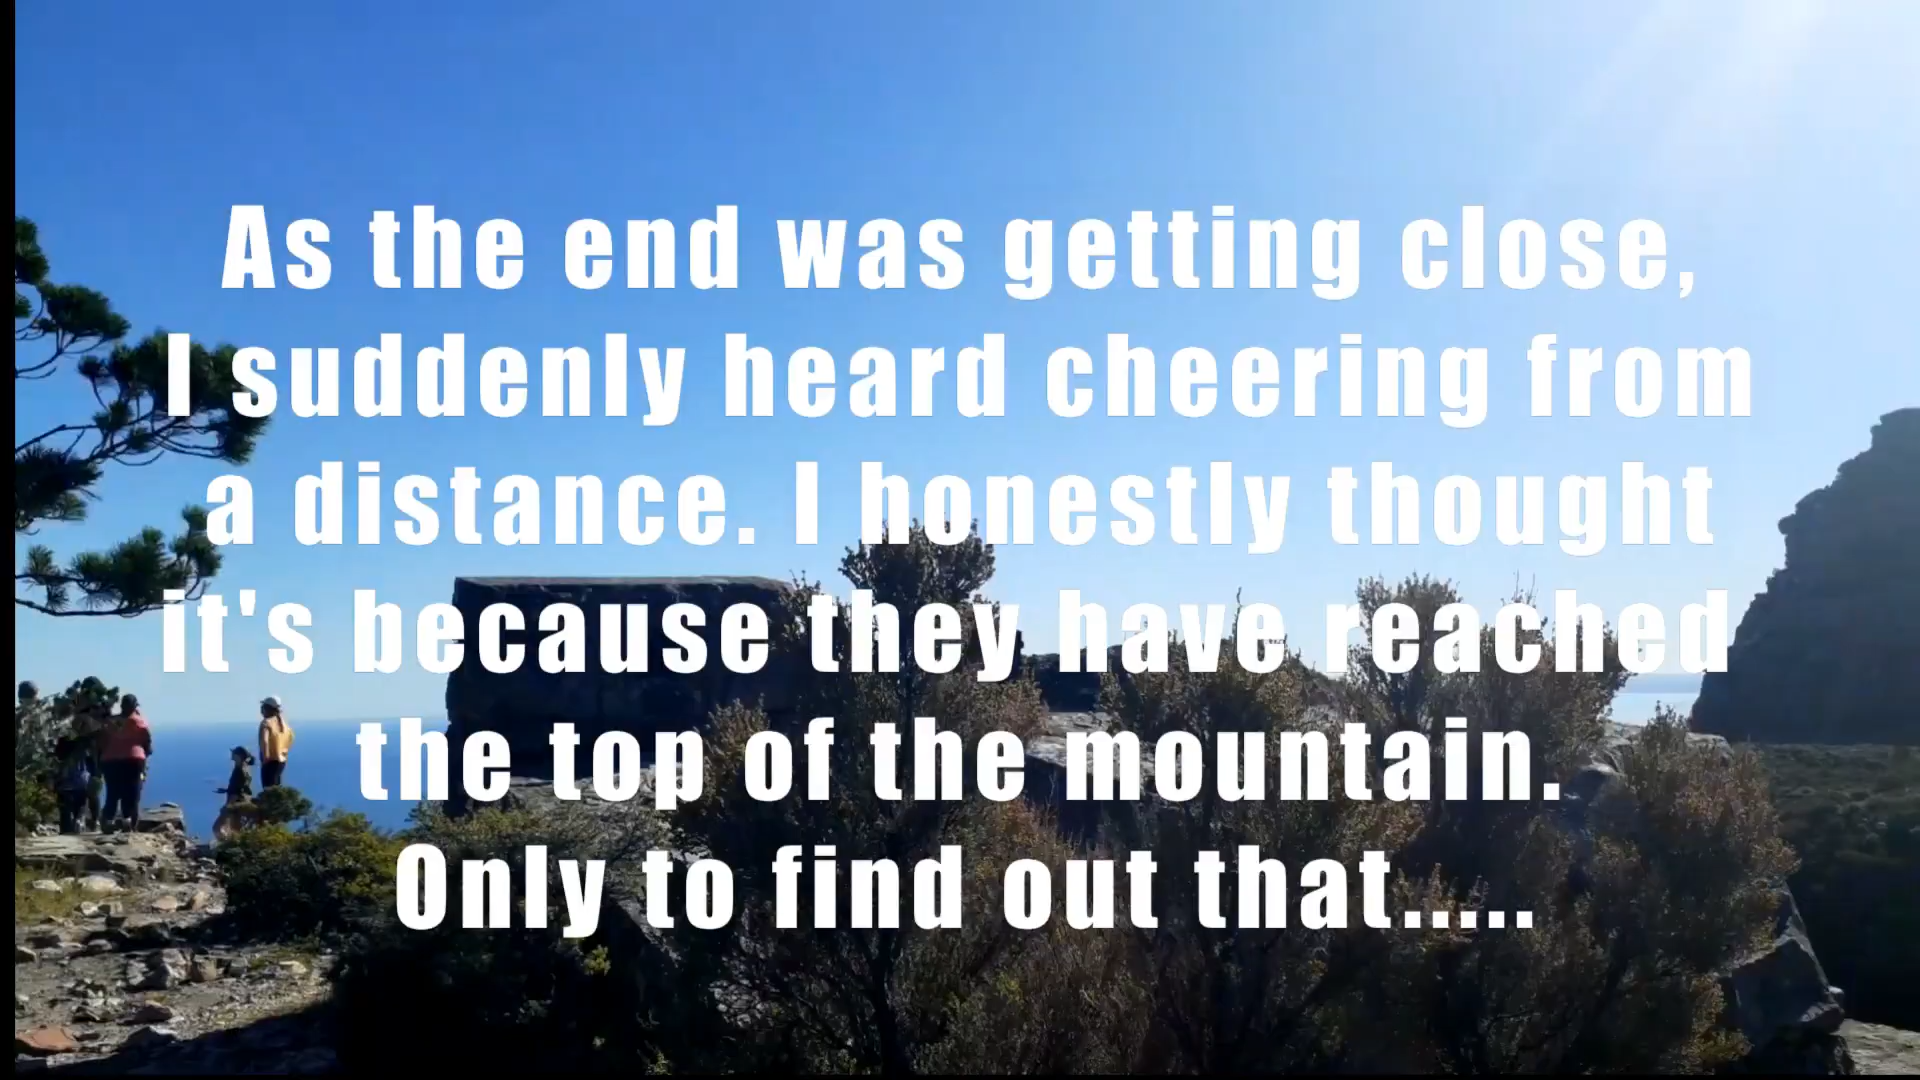 As the end was getting close,
I suddenly heard cheering from
a distance. I honestly thought
it's because they have reached
the top of the mountain.
Only to find out that.....